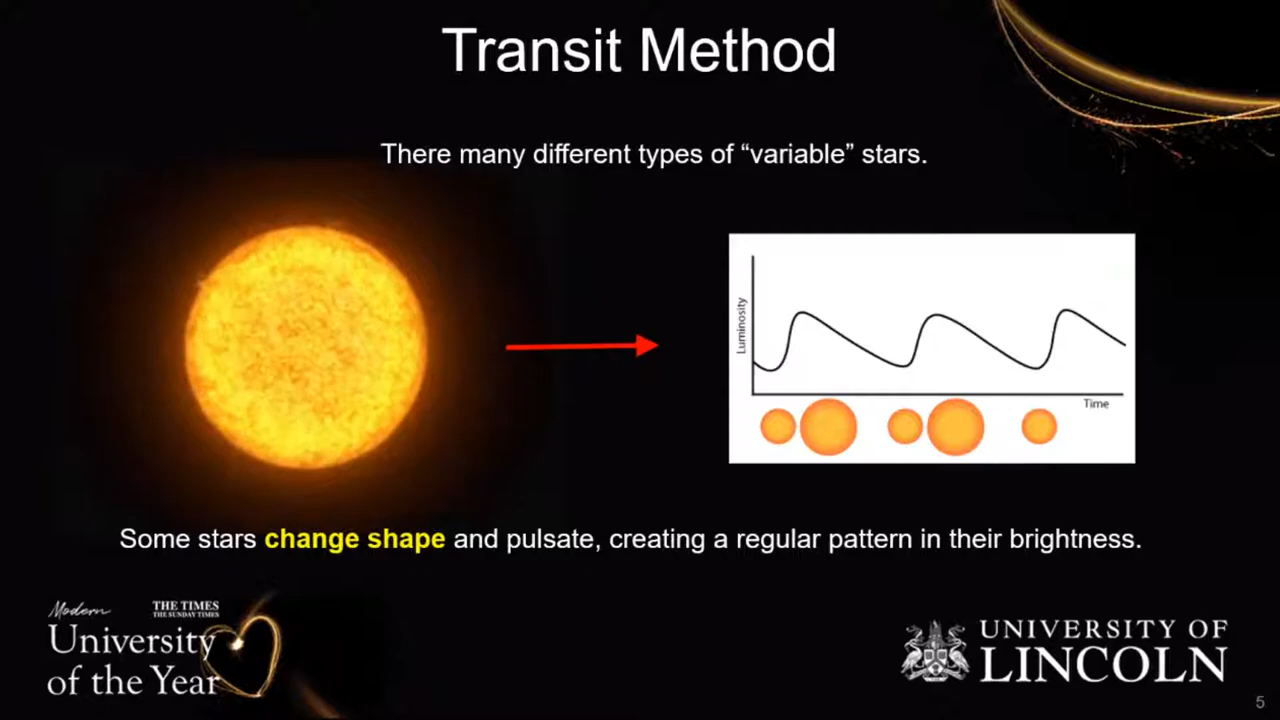 Transit Method
There many different types of “variable” stars.
Luminosity
Time
Some stars change shape and pulsate, creating a regular pattern in their brightness.
Modern
THE TIMES
THE SUNDAY TIMES
University
of the Year
UNIVERSITY OF
LINCOLN
5